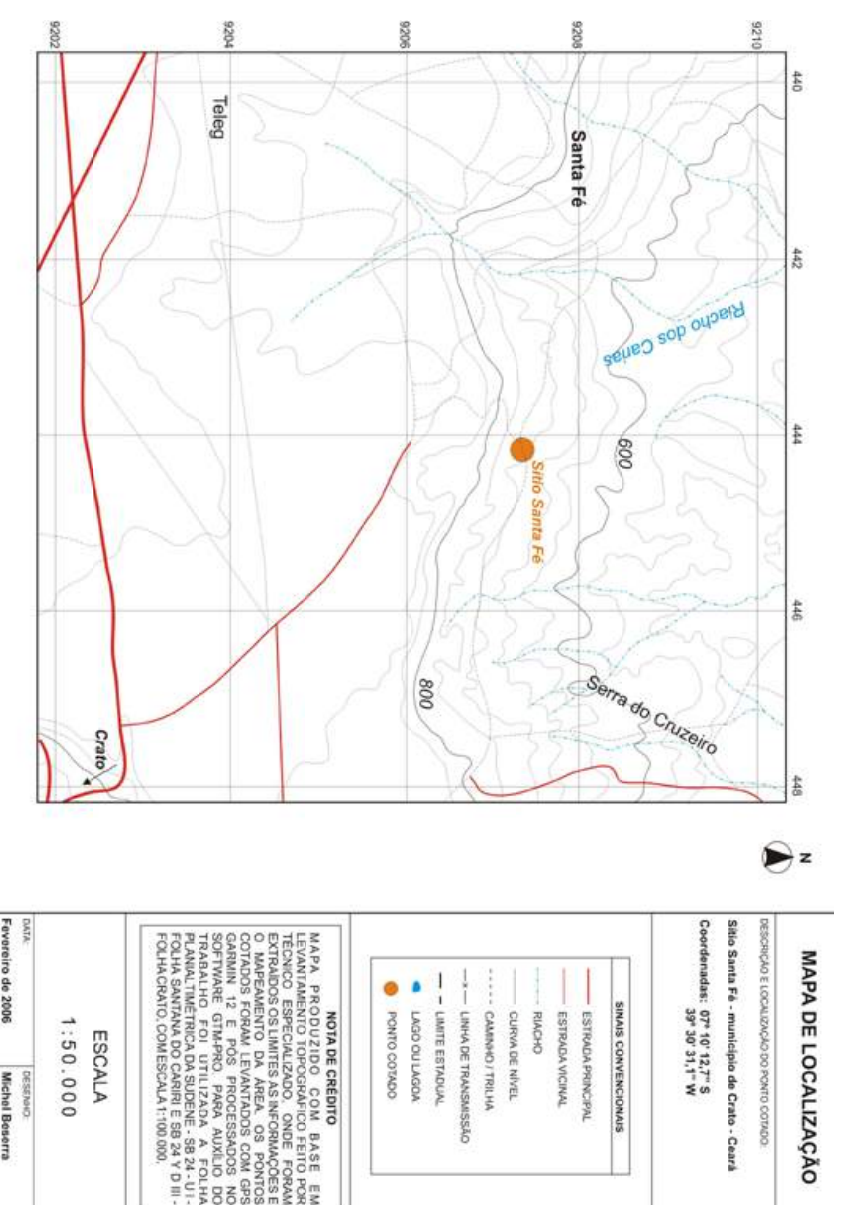 440
442
444
446
448
9210
9208
9206
9204
9202
Riacho dos Carias
Santa Fé
600
Sítio Santa Fé
Serra do Cruzeiro
800
Teleg
Crato
N
MAPA DE LOCALIZAÇÃO
DESCRIÇÃO E LOCALIZAÇÃO DO PONTO COTADO:
Sítio Santa Fé - município do Crato - Ceará
Coordenadas: 07° 10' 12,7'' S
39° 30' 31,1'' W
SINAIS CONVENCIONAIS
ESTRADA PRINCIPAL
ESTRADA VICINAL
RIACHO
CURVA DE NÍVEL
CAMINHO / TRILHA
LINHA DE TRANSMISSÃO
LIMITE ESTADUAL
LAGO OU LAGOA
PONTO COTADO
NOTA DE CRÉDITO
MAPA PRODUZIDO COM BASE EM
LEVANTAMENTO TOPOGRÁFICO FEITO POR
TÉCNICO ESPECIALIZADO, ONDE FORAM
EXTRAÍDOS OS LIMITES AS INFORMAÇÕES E
O MAPEAMENTO DA ÁREA. OS PONTOS
COTADOS FORAM LEVANTADOS COM GPS
GARMIN 12 E PÓS PROCESSADOS NO
SOFTWARE GTM-PRO. PARA AUXÍLIO DO
TRABALHO FOI UTILIZADA A FOLHA
PLANIALTIMÉTRICA DA SUDENE - SB 24 - U I -
FOLHA SANTANA DO CARIRI E SB 24 Y D III -
FOLHA CRATO, COM ESCALA 1:100.000.
ESCALA
1:50.000
DATA:
Fevereiro de 2006
DESENHO:
Michel Beserra